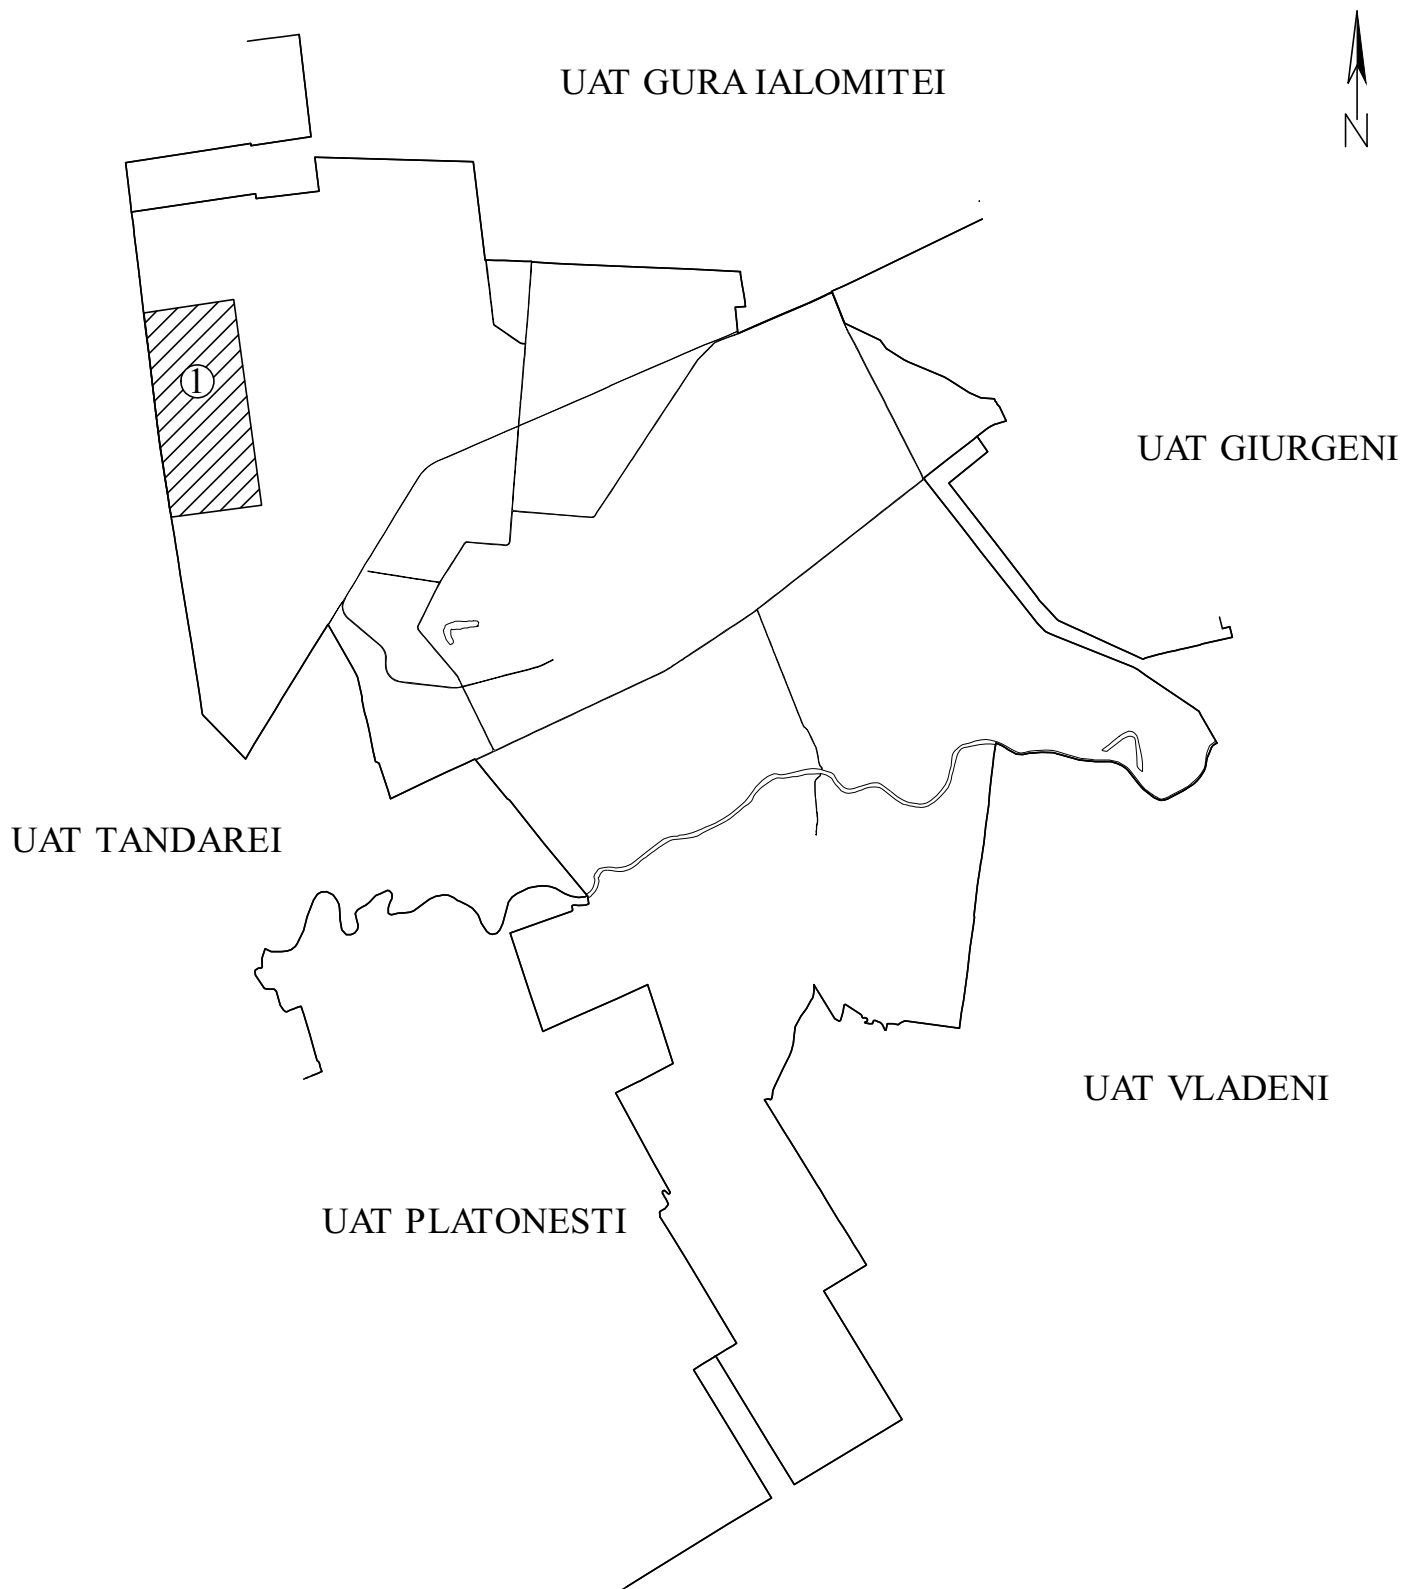 UAT GURA IALOMITEI
N
1
UAT GIURGENI
UAT TANDAREI
UAT VLADENI
UAT PLATONESTI